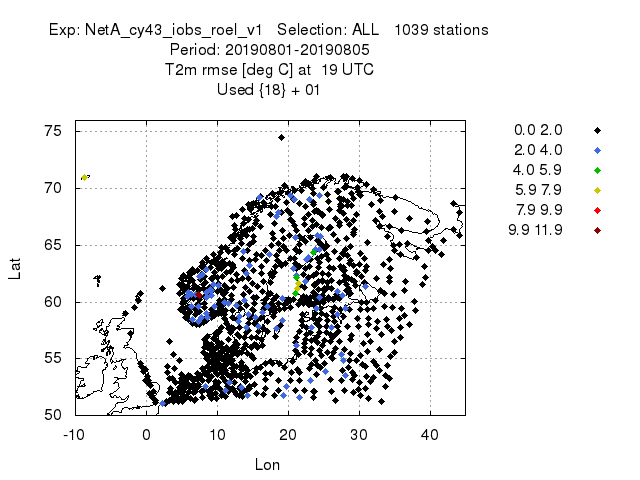 Exp: NetA_cy43_iobs_roel_v1 Selection: ALL 1039 stations
Period: 20190801-20190805
T2m rmse [deg C] at 19 UTC
Used {18} + 01
75
70
65
60
55
50
Lat
-10 0 10 20 30 40
Lon
0.0 2.0
2.0 4.0
4.0 5.9
5.9 7.9
7.9 9.9
9.9 11.9